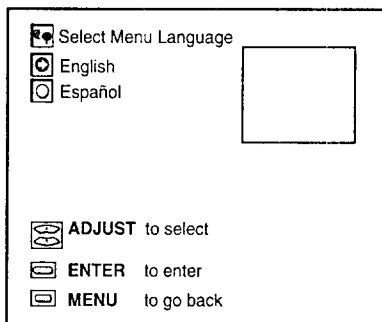 Select Menu Language
English
Español
ADJUST to select
ENTER to enter
MENU to go back